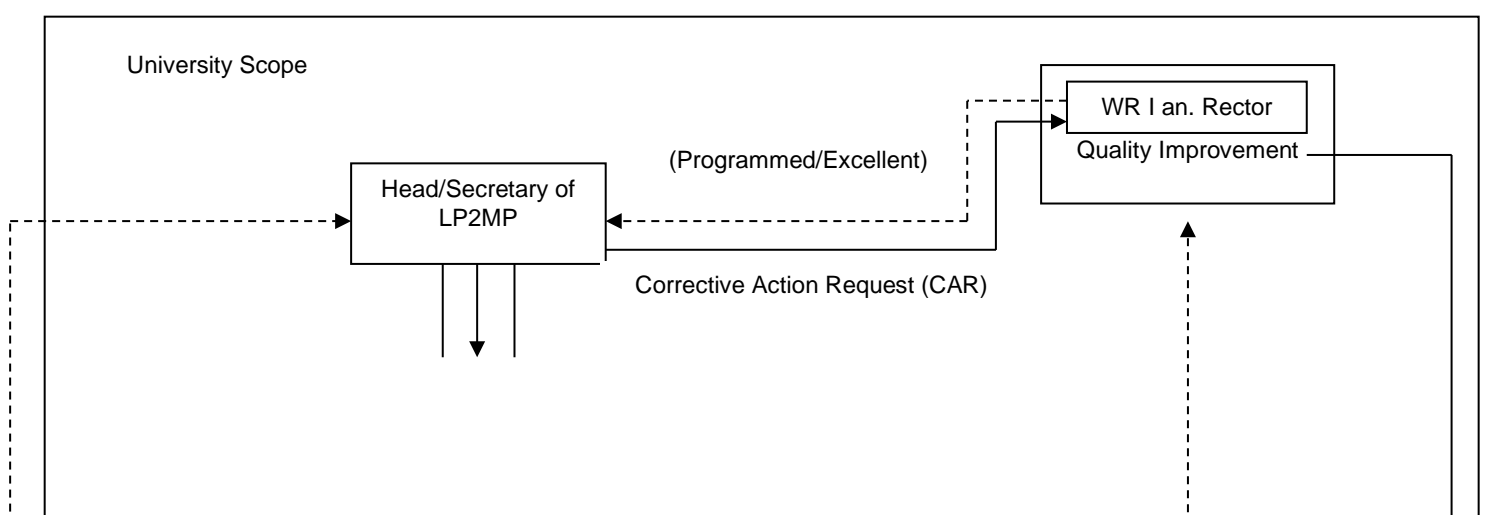 University Scope
WR I an. Rector
Quality Improvement
(Programmed/Excellent)
Head/Secretary of
LP2MP
Corrective Action Request (CAR)